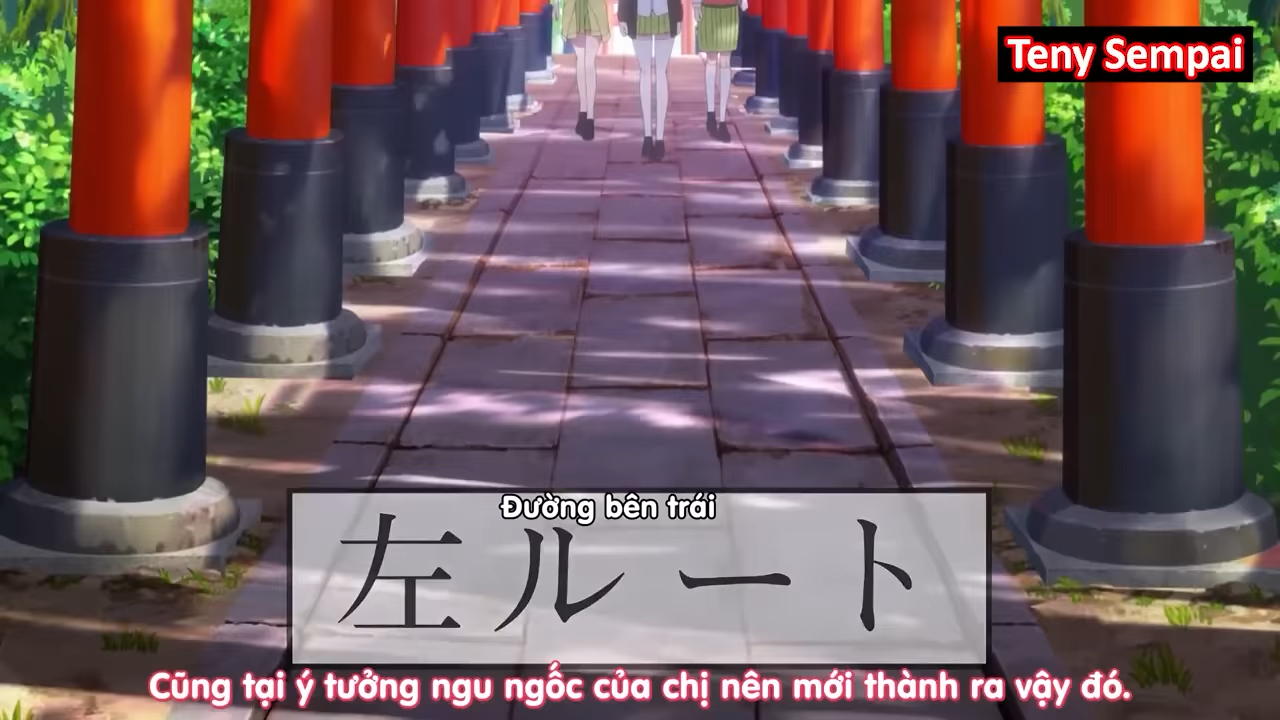 Teny Sempai
Đường bên trái
左ルート
Cũng tại ý tưởng ngu ngốc của chị nên mới thành ra vậy đó.